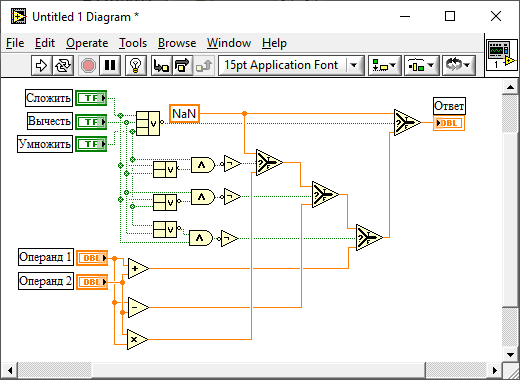 Untitled 1 Diagram *
File Edit Operate Tools Browse Window Help
15pt Application Font
1
Сложить TF
Вычесть TF
Умножить TF
NaN
Ответ
DBL
V
V
V
V
Λ
Λ
Λ
¬
¬
¬
?
T
F
?
T
F
?
T
F
?
T
F
Операнд 1 DBL
Операнд 2 DBL
+
−
×